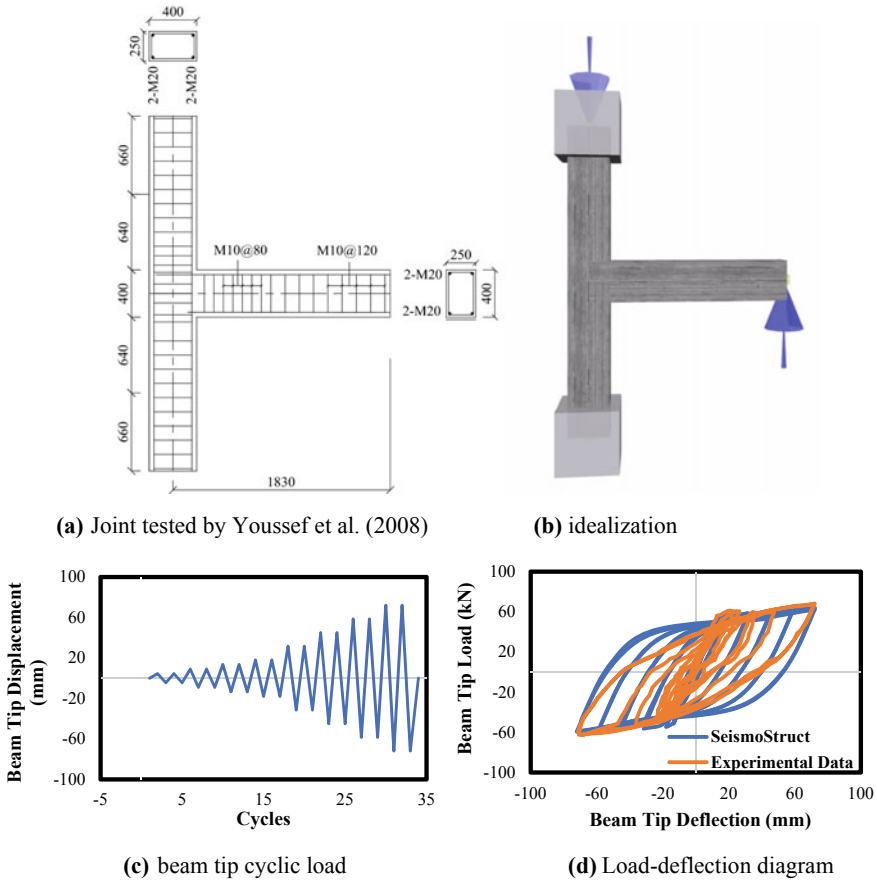 400
250
2-M20
2-M20
660
640
400
640
660
M10@80
M10@120
250
2-M20
2-M20
400
1830
(a) Joint tested by Youssef et al. (2008)
(b) idealization
Beam Tip Displacement
(mm)
100
60
20
-20
-60
-100
-5
5
15
25
35
Cycles
(c) beam tip cyclic load
Beam Tip Load (kN)
100
60
20
-20
-60
-100
SeismoStruct
Experimental Data
-100
-60
-20
20
60
100
Beam Tip Deflection (mm)
(d) Load-deflection diagram